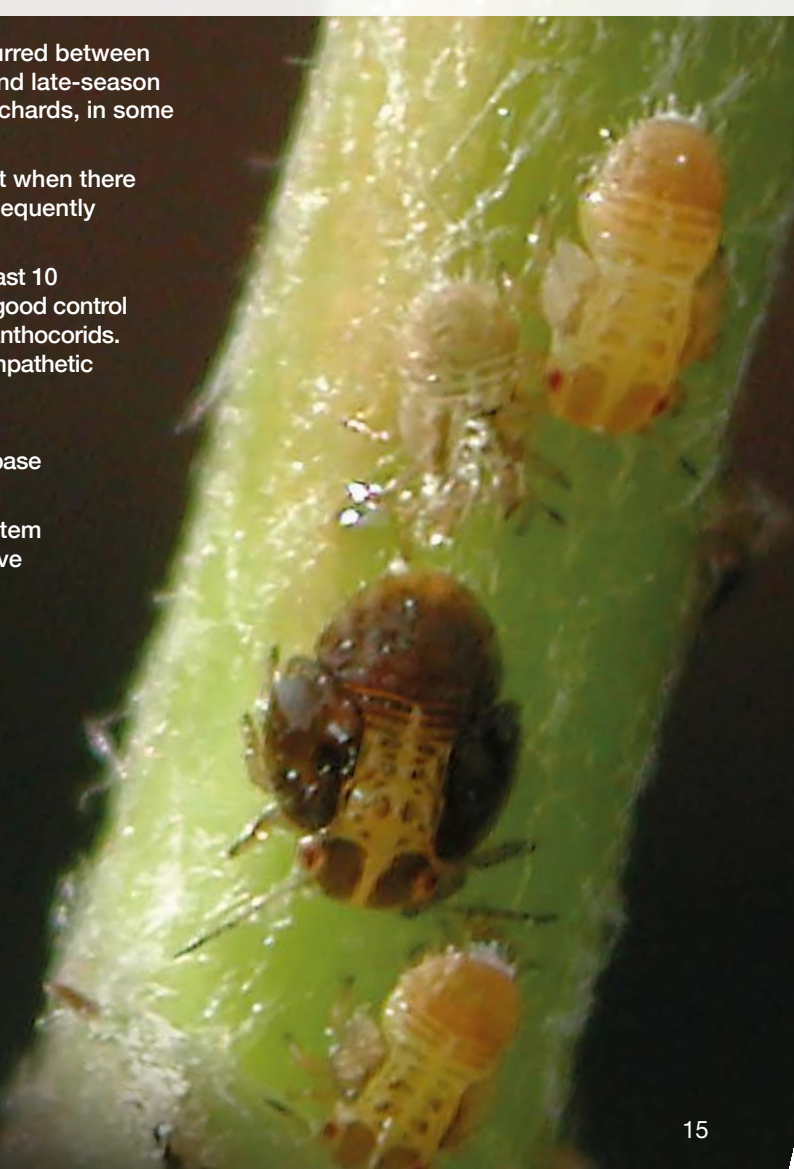 urred between
nd late-season
chards, in some
t when there
equently
ast 10
good control
nthocorids.
mpathetic
base
tem
ve
15